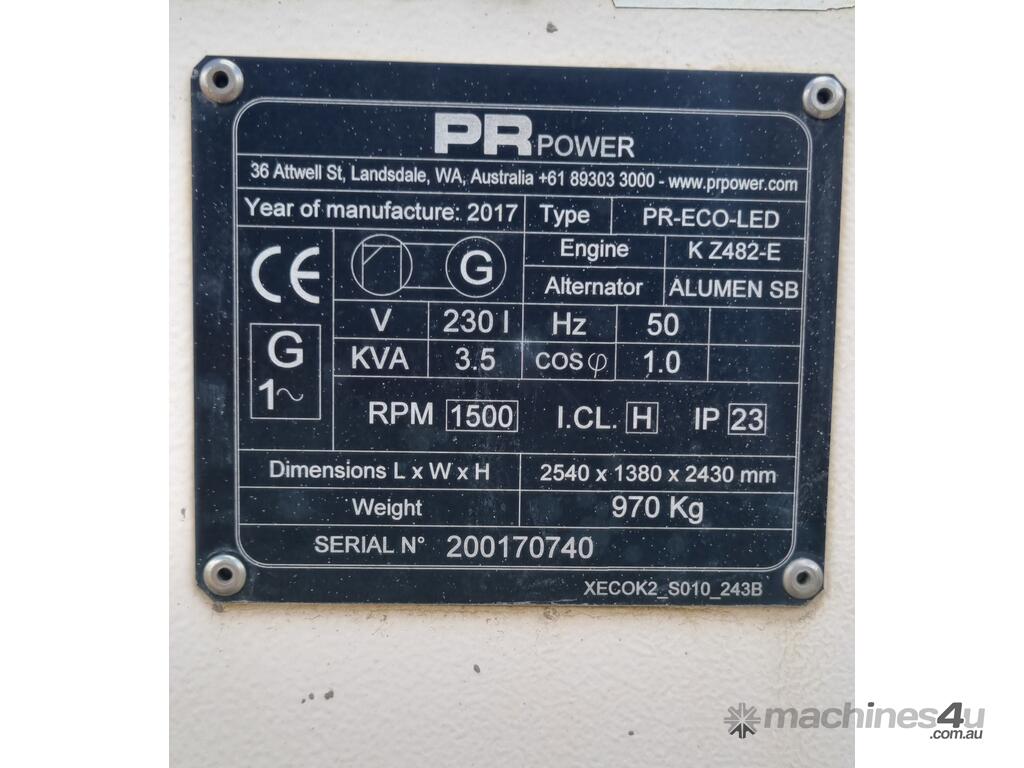 PR POWER
36 Attwell St, Landsdale, WA, Australia +61 89303 3000 - www.prpower.com
Year of manufacture: 2017 Type PR-ECO-LED
CE G Engine K Z482-E
Alternator ALUMEN SB
V 230 I Hz 50
G 1~ KVA 3.5 COS φ 1.0
RPM 1500 I.CL. H IP 23
Dimensions L x W x H 2540 x 1380 x 2430 mm
Weight 970 Kg
SERIAL N° 200170740
XECOK2_S010_243B
machines4u
.com.au